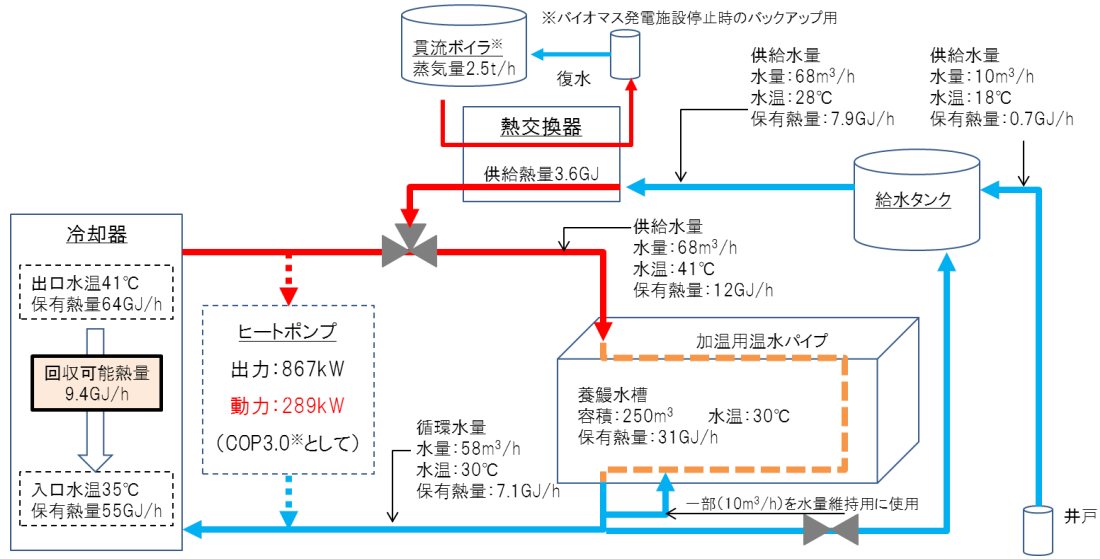 ※バイオマス発電施設停止時のバックアップ用
貫流ボイラ※
蒸気量2.5t/h
復水
熱交換器
供給熱量3.6GJ
供給水量
水量：68m³/h
水温：28℃
保有熱量：7.9GJ/h
供給水量
水量：10m³/h
水温：18℃
保有熱量：0.7GJ/h
給水タンク
冷却器
出口水温41℃
保有熱量64GJ/h
回収可能熱量
9.4GJ/h
入口水温35℃
保有熱量55GJ/h
ヒートポンプ
出力：867kW
動力：289kW
（COP3.0※として）
供給水量
水量：68m³/h
水温：41℃
保有熱量：12GJ/h
加温用温水パイプ
養鰻水槽
容積：250m³　水温：30℃
保有熱量：31GJ/h
循環水量
水量：58m³/h
水温：30℃
保有熱量：7.1GJ/h
一部（10m³/h）を水量維持用に使用
井戸